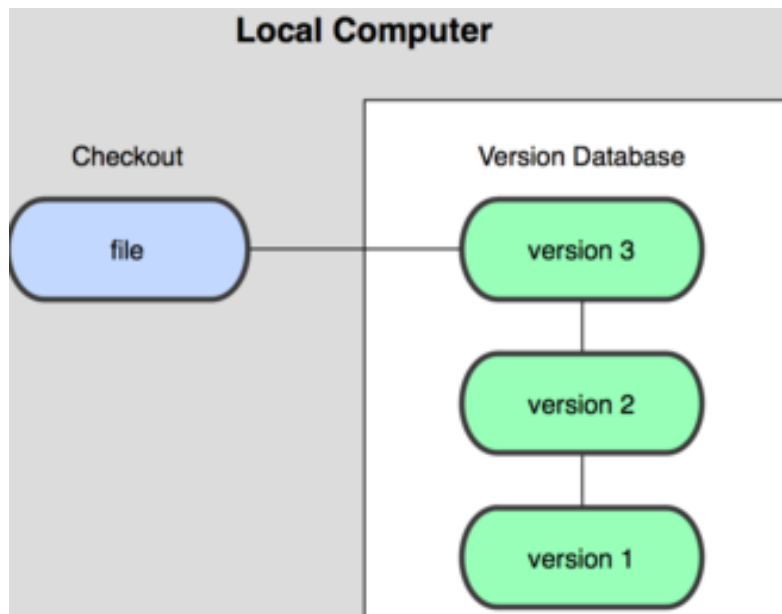 Local Computer
Checkout
Version Database
file
version 3
version 2
version 1